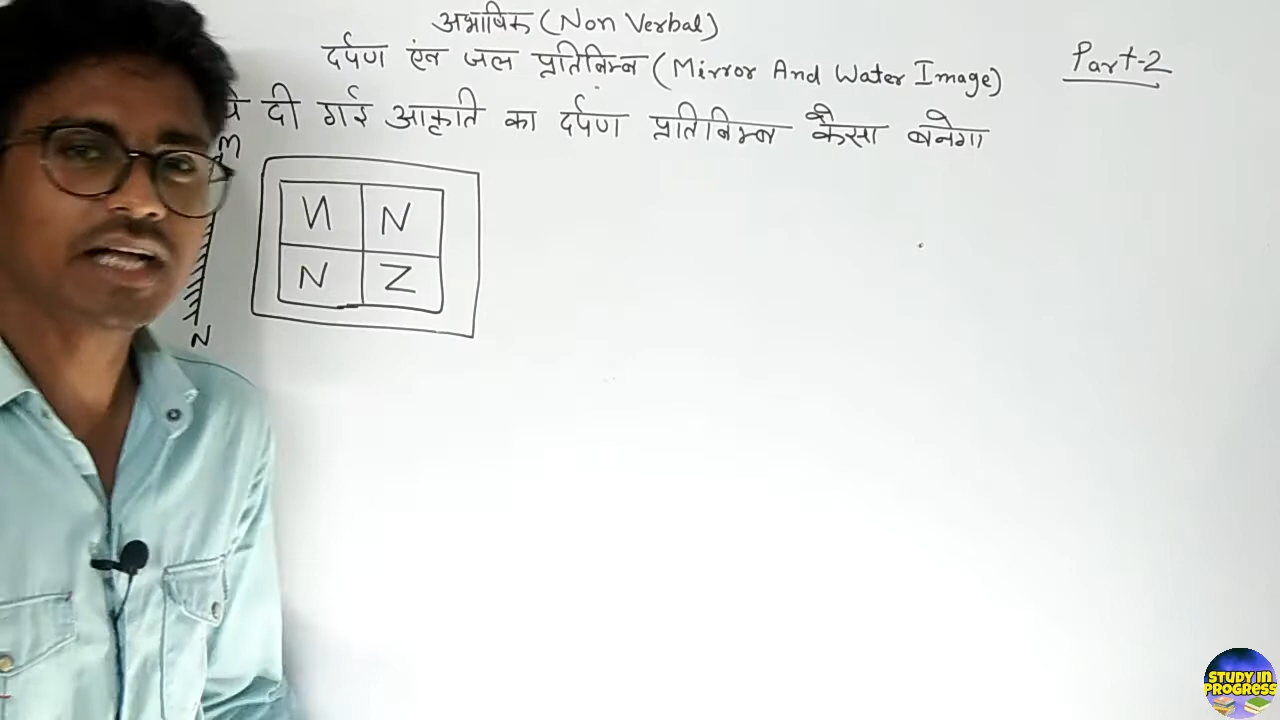 अभाषिक (Non Verbal)
दर्पण एंव जल प्रतिबिम्ब (Mirror And Water Image)
Part-2
दी गई आकृति का दर्पण प्रतिबिम्ब कैसा बनेगा
M
И N
N Z
N
STUDY IN
PROGRESS